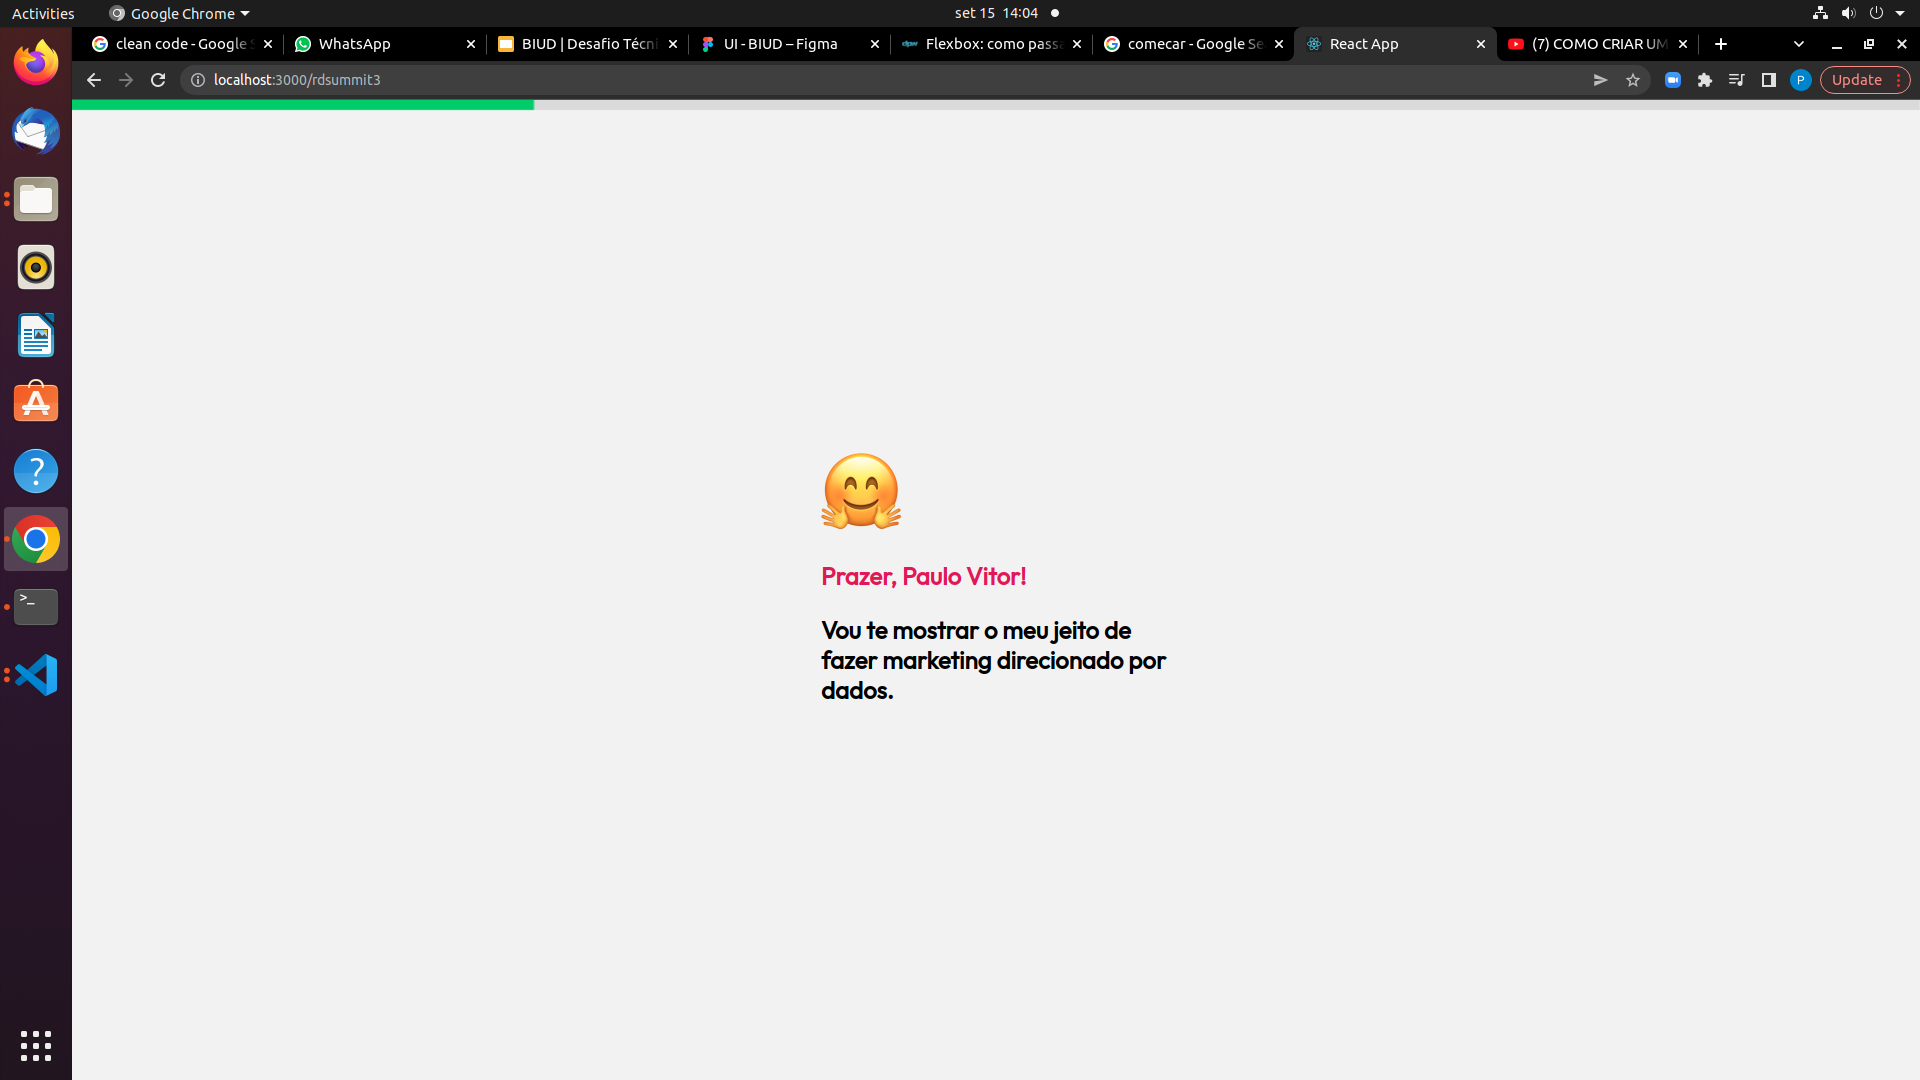 Activities
Google Chrome
set 15 14:04
clean code - Google S
WhatsApp
BIUD | Desafio Técni
UI - BIUD – Figma
Flexbox: como passa
comecar - Google Se
React App
(7) COMO CRIAR UM
localhost:3000/rdsummit3
P
Update
Prazer, Paulo Vitor!
Vou te mostrar o meu jeito de
fazer marketing direcionado por
dados.